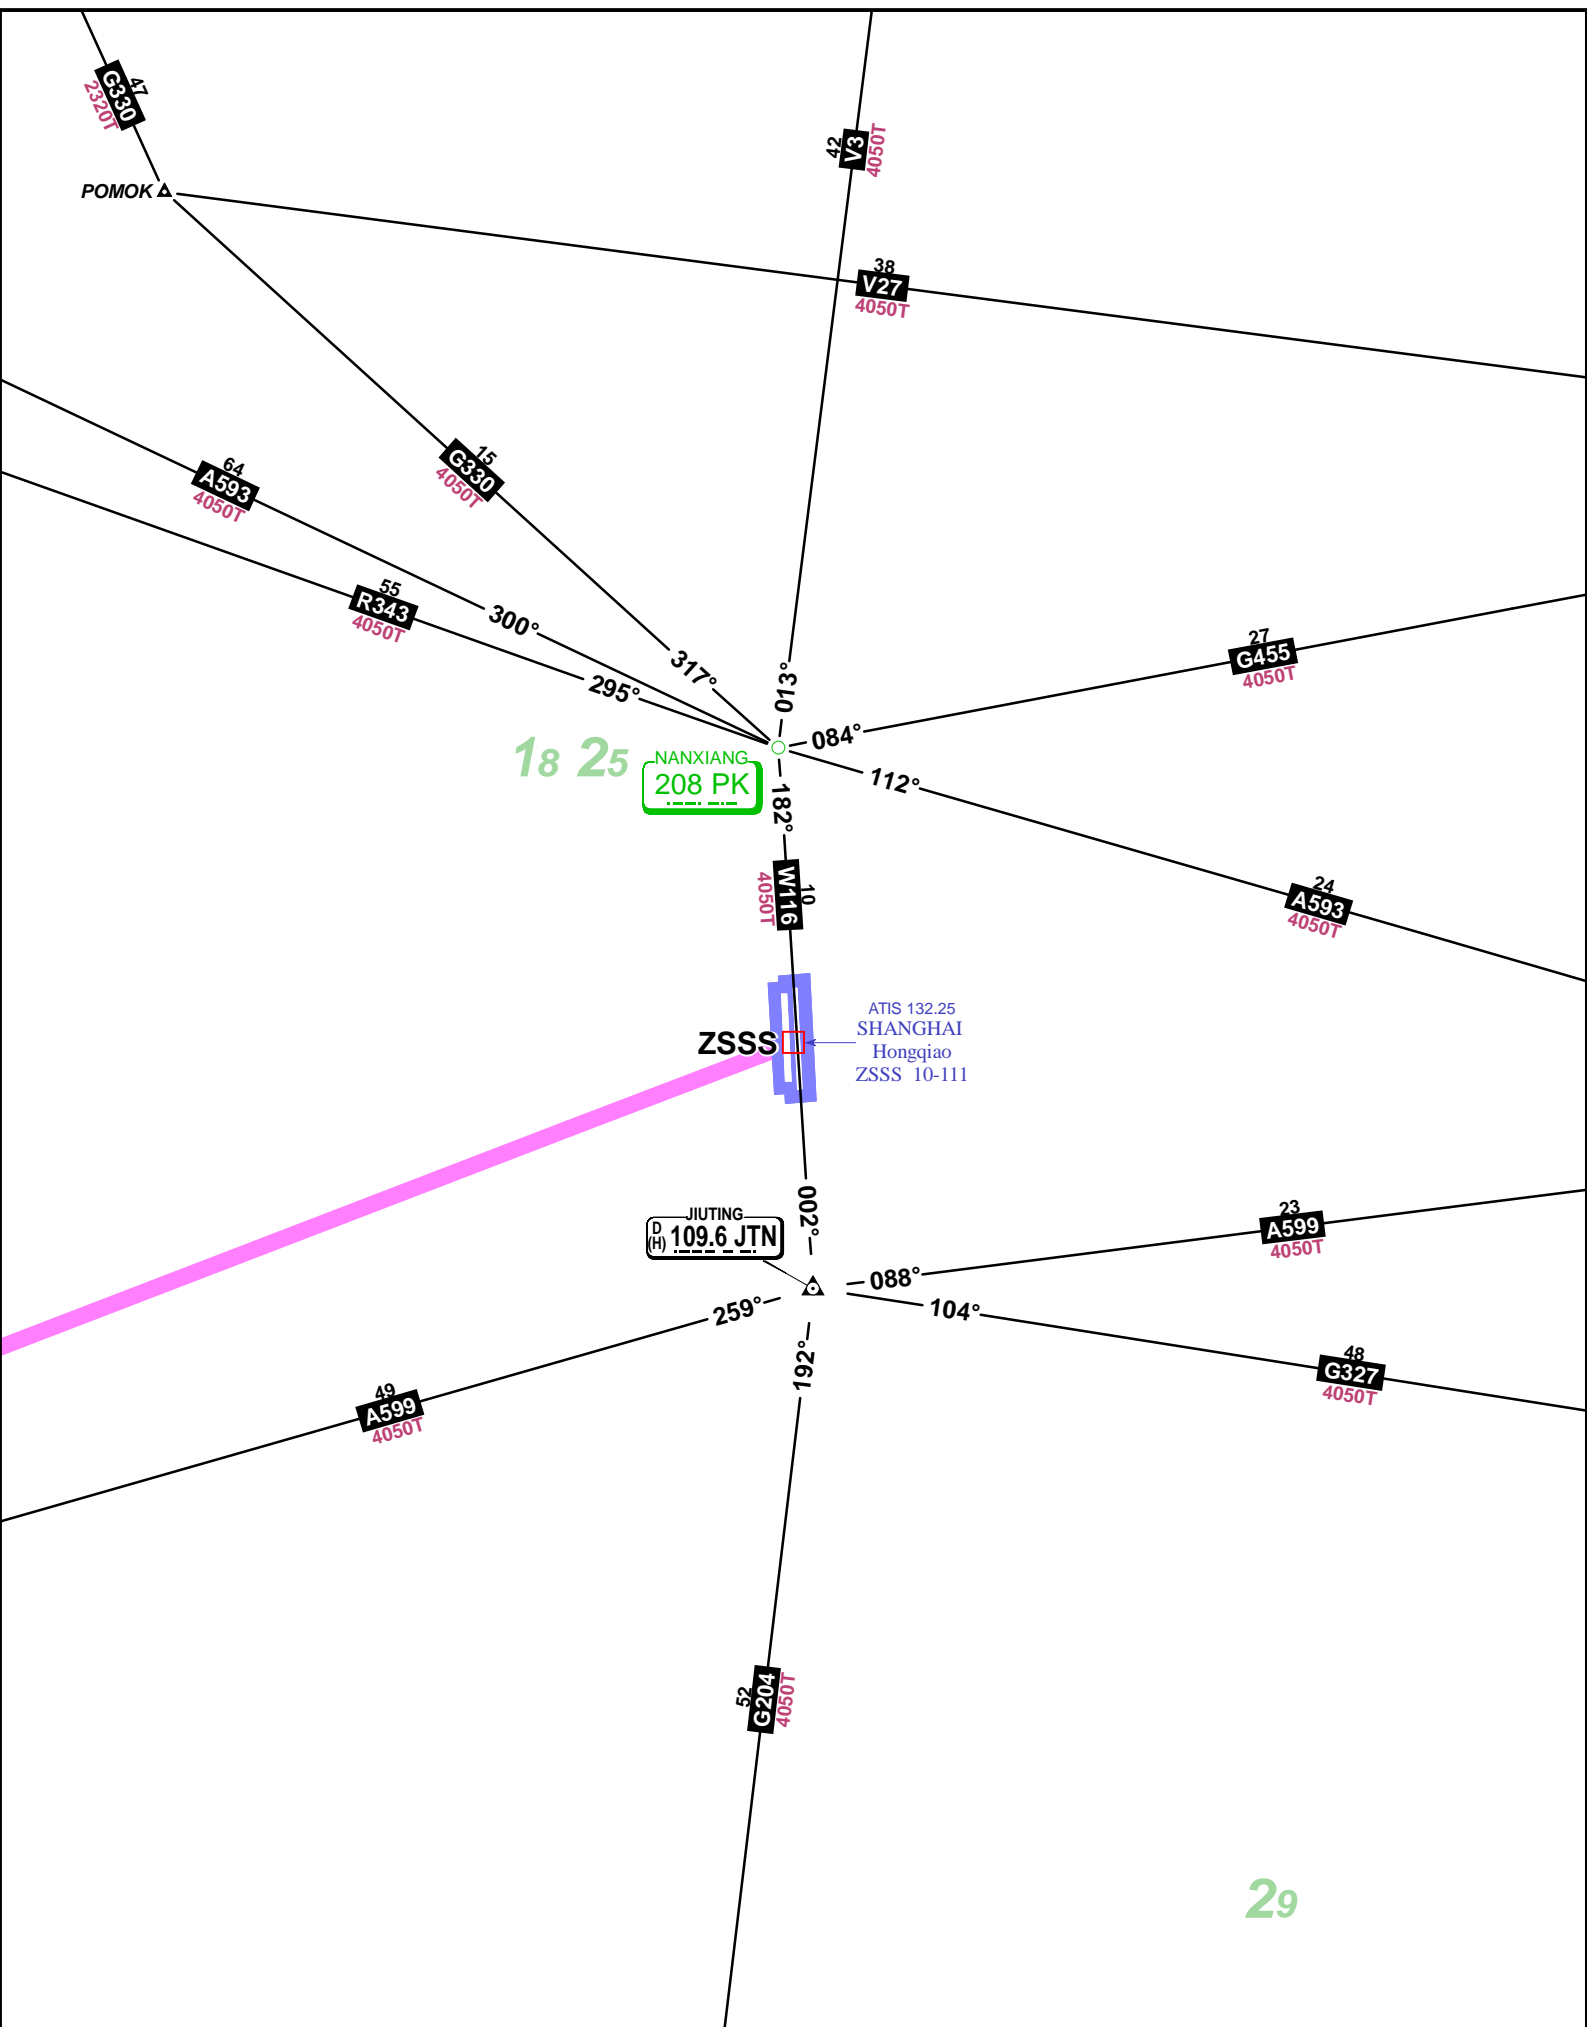 47
G330
2320T
42
V3
4050T
POMOK
38
V27
4050T
15
G330
4050T
64
A593
4050T
55
R343
4050T
300°
317°
295°
013°
27
G455
4050T
084°
18 25
NANXIANG
208 PK
112°
182°
10
W116
4050T
24
A593
4050T
ZSSS
ATIS 132.25
SHANGHAI
Hongqiao
ZSSS 10-111
002°
JIUTING
D
(H) 109.6 JTN
23
A599
4050T
088°
104°
259°
192°
48
G327
4050T
49
A599
4050T
52
G204
4050T
29